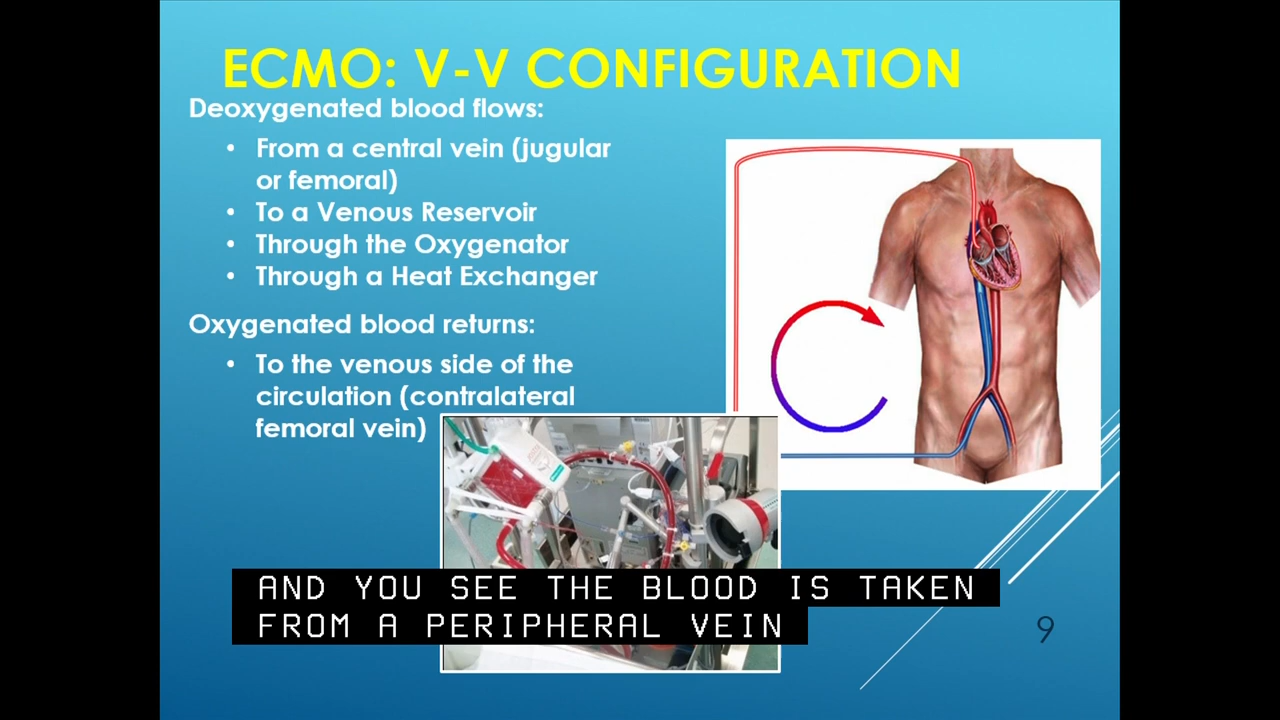 ECMO: V-V CONFIGURATION
Deoxygenated blood flows:
• From a central vein (jugular
or femoral)
• To a Venous Reservoir
• Through the Oxygenator
• Through a Heat Exchanger
Oxygenated blood returns:
• To the venous side of the
circulation (contralateral
femoral vein)
AND YOU SEE THE BLOOD IS TAKEN
FROM A PERIPHERAL VEIN
9